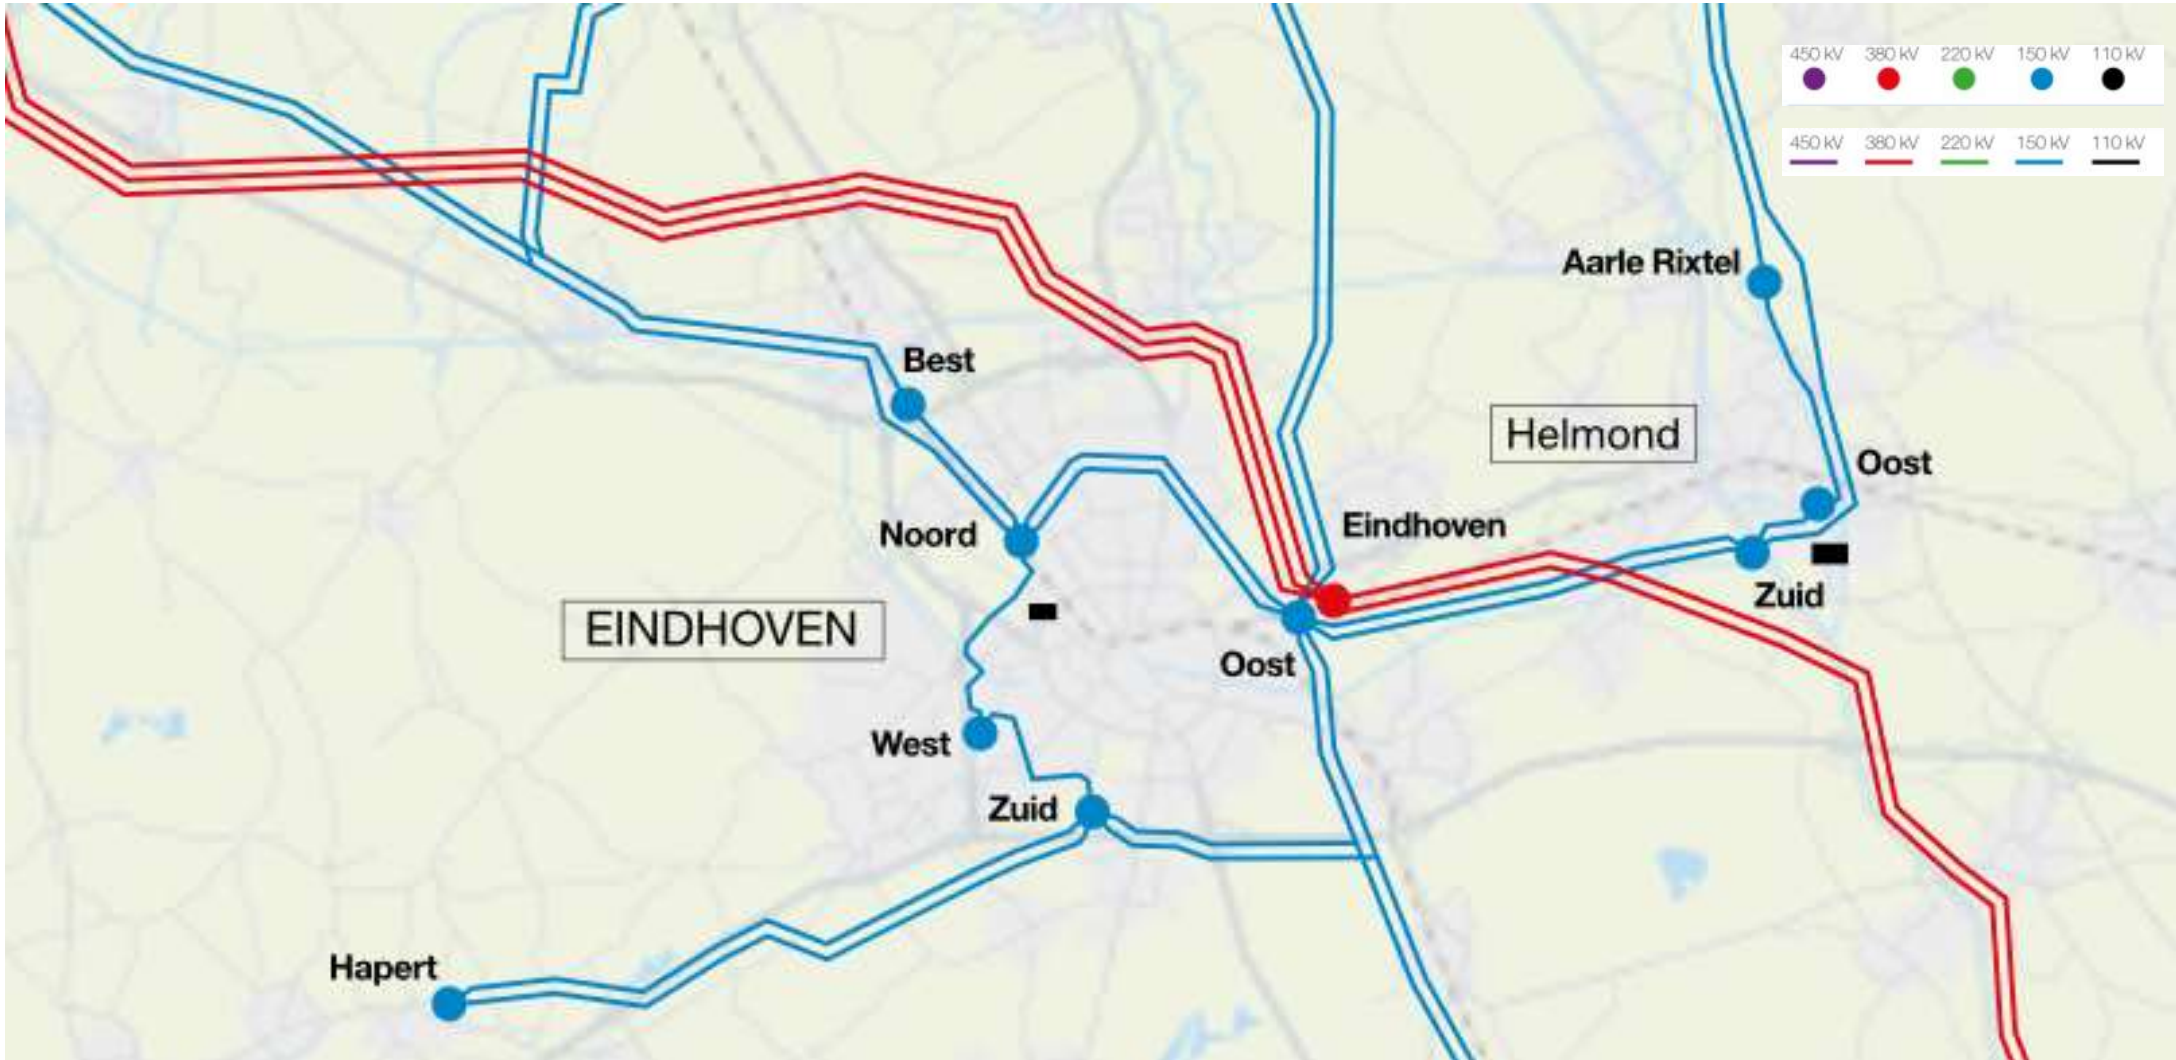 450 kV 380 kV 220 kV 150 kV 110 kV
450 kV 380 kV 220 kV 150 kV 110 kV
Aarle Rixtel
Best
Helmond
Oost
Noord
Eindhoven
Zuid
EINDHOVEN
Oost
West
Zuid
Hapert